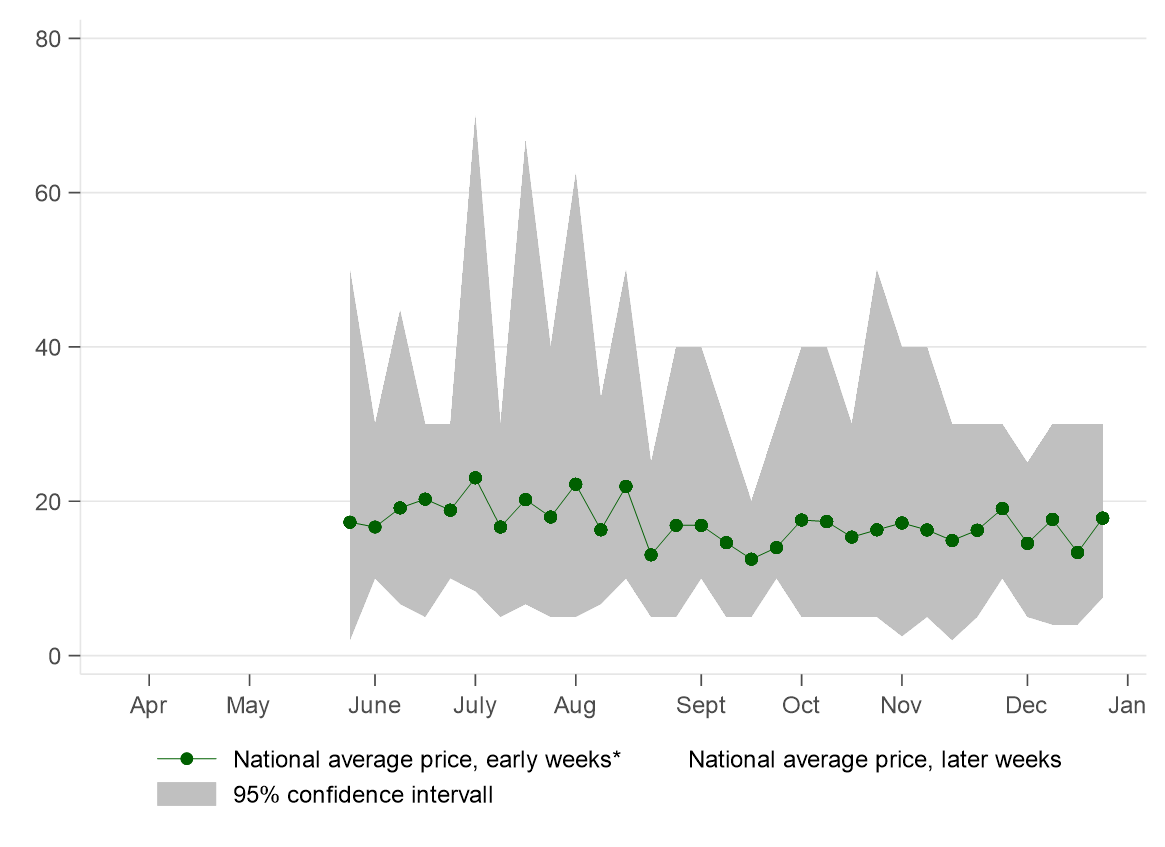 80
60
40
20
0
Apr May June July Aug Sept Oct Nov Dec Jan
National average price, early weeks* National average price, later weeks
95% confidence intervall